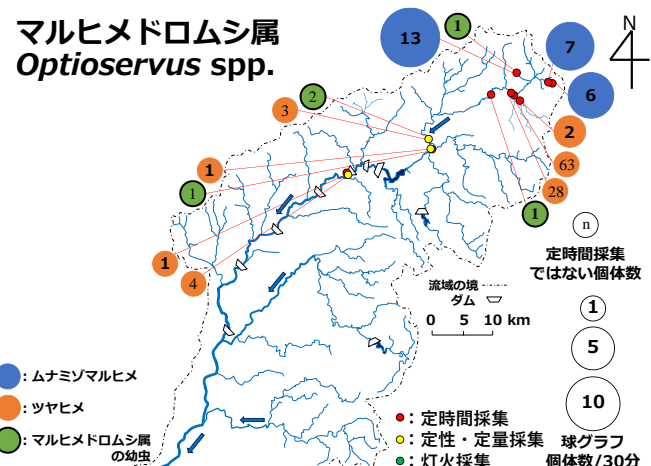 マルヒメドロムシ属
Optioservus spp.
N
13
1
7
6
2
3
2
63
28
1
1
1
1
4
n
定時間採集
ではない個体数
流域の境
ダム
0 5 10 km
1
5
10
球グラフ
個体数/30分
: ムナミゾマルヒメ
: ツヤヒメ
: マルヒメドロムシ属
の幼虫
: 定時間採集
: 定性・定量採集
: 灯火採集